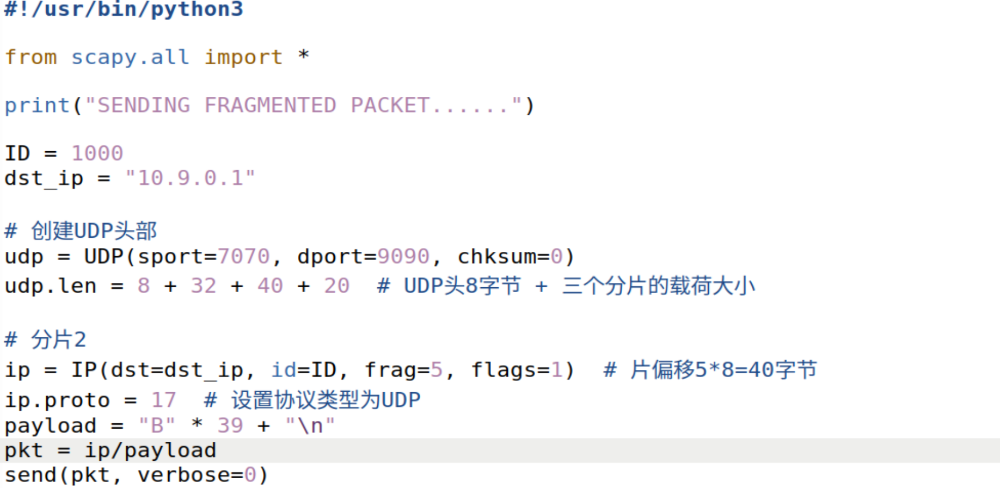 #!/usr/bin/python3
from scapy.all import *
print("SENDING FRAGMENTED PACKET......")
ID = 1000
dst_ip = "10.9.0.1"
# 创建UDP头部
udp = UDP(sport=7070, dport=9090, chksum=0)
udp.len = 8 + 32 + 40 + 20  # UDP头8字节 + 三个分片的载荷大小
# 分片2
ip = IP(dst=dst_ip, id=ID, frag=5, flags=1)  # 片偏移5*8=40字节
ip.proto = 17  # 设置协议类型为UDP
payload = "B" * 39 + "\n"
pkt = ip/payload
send(pkt, verbose=0)